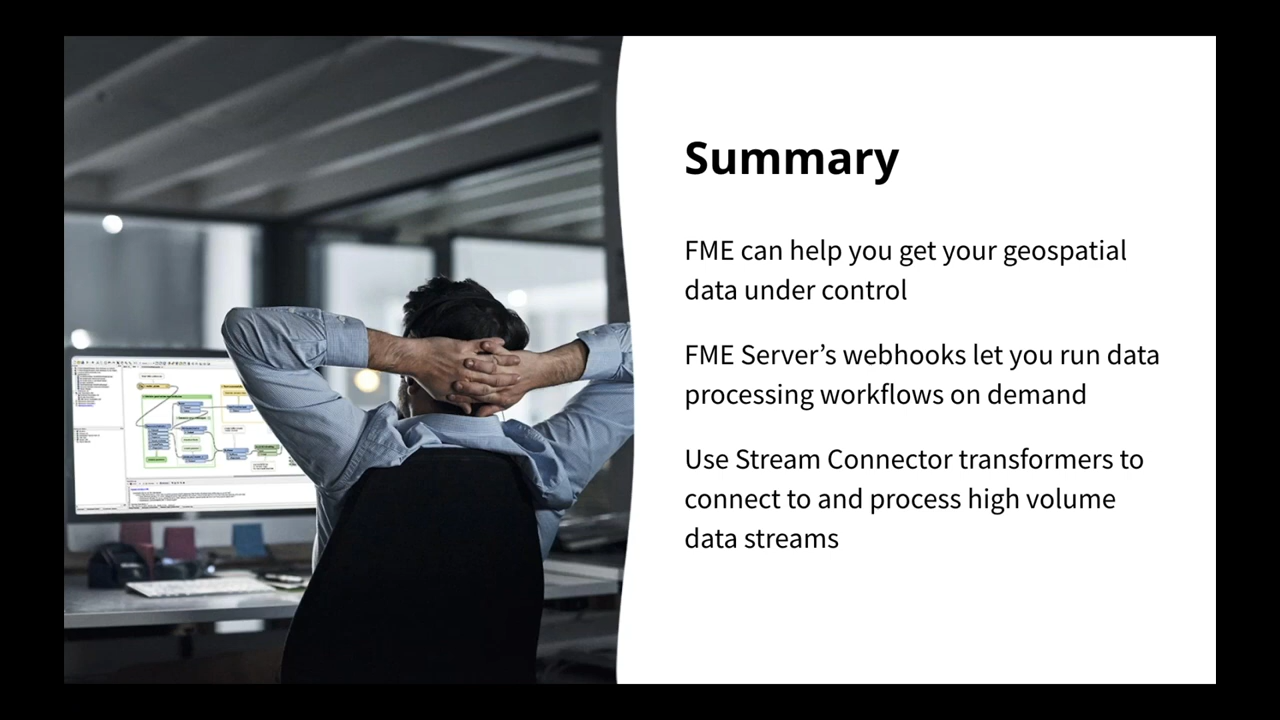 Summary
FME can help you get your geospatial
data under control
FME Server’s webhooks let you run data
processing workflows on demand
Use Stream Connector transformers to
connect to and process high volume
data streams